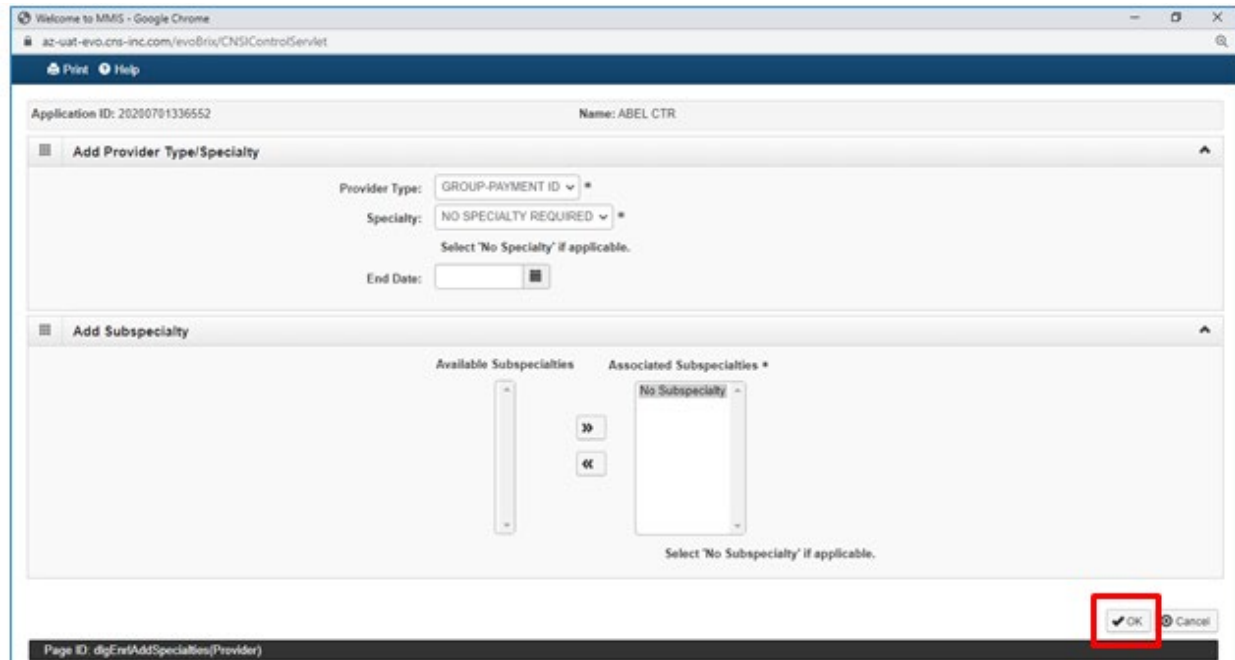 Welcome to MMIS - Google Chrome
az-uat-evo.cns-inc.com/evoBrix/CNSIControlServlet
Print Help
Application ID: 20200701336552 Name: ABEL CTR
Add Provider Type/Specialty
Provider Type: GROUP-PAYMENT ID *
Specialty: NO SPECIALTY REQUIRED *
Select 'No Specialty' if applicable.
End Date:
Add Subspecialty
Available Subspecialties Associated Subspecialties *
No Subspecialty
Select 'No Subspecialty' if applicable.
OK Cancel
Page ID: dlgEnrlAddSpecialties(Provider)